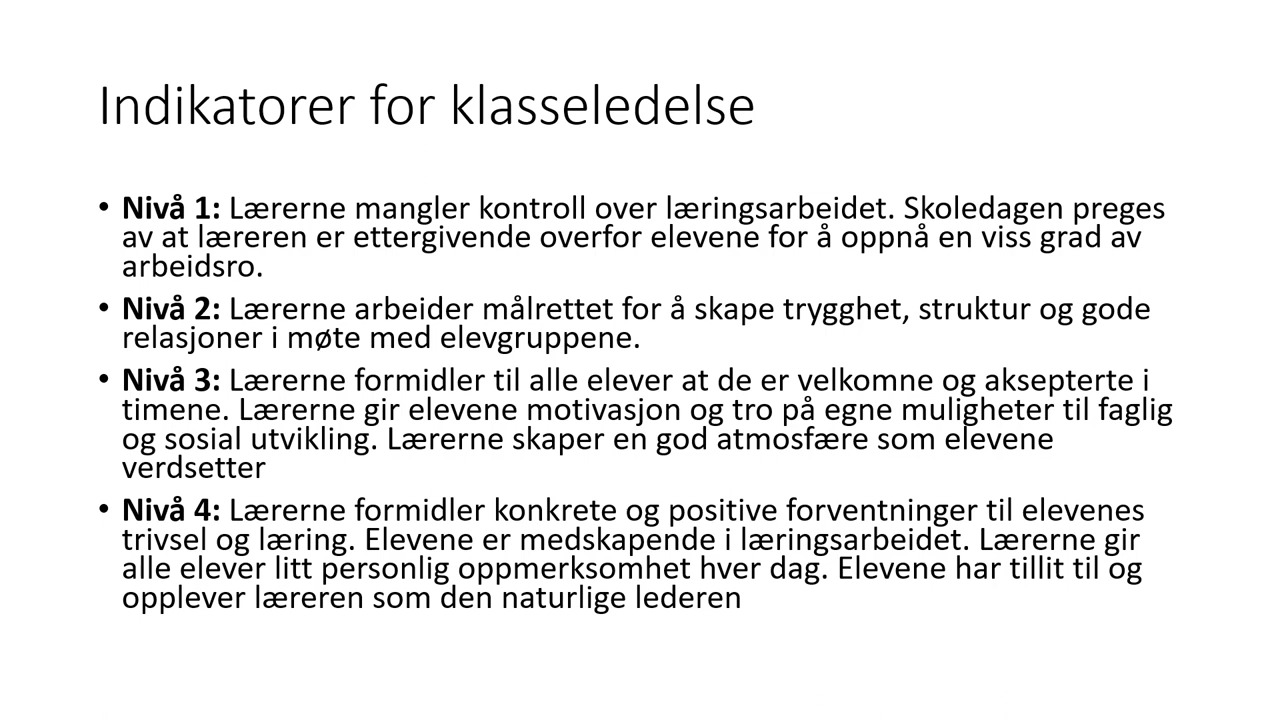 Indikatorer for klasseledelse
• Nivå 1: Lærerne mangler kontroll over læringsarbeidet. Skoledagen preges
av at læreren er ettergivende overfor elevene for å oppnå en viss grad av
arbeidsro.
• Nivå 2: Lærerne arbeider målrettet for å skape trygghet, struktur og gode
relasjoner i møte med elevgruppene.
• Nivå 3: Lærerne formidler til alle elever at de er velkomne og aksepterte i
timene. Lærerne gir elevene motivasjon og tro på egne muligheter til faglig
og sosial utvikling. Lærerne skaper en god atmosfære som elevene
verdsetter
• Nivå 4: Lærerne formidler konkrete og positive forventninger til elevenes
trivsel og læring. Elevene er medskapende i læringsarbeidet. Lærerne gir
alle elever litt personlig oppmerksomhet hver dag. Elevene har tillit til og
opplever læreren som den naturlige lederen